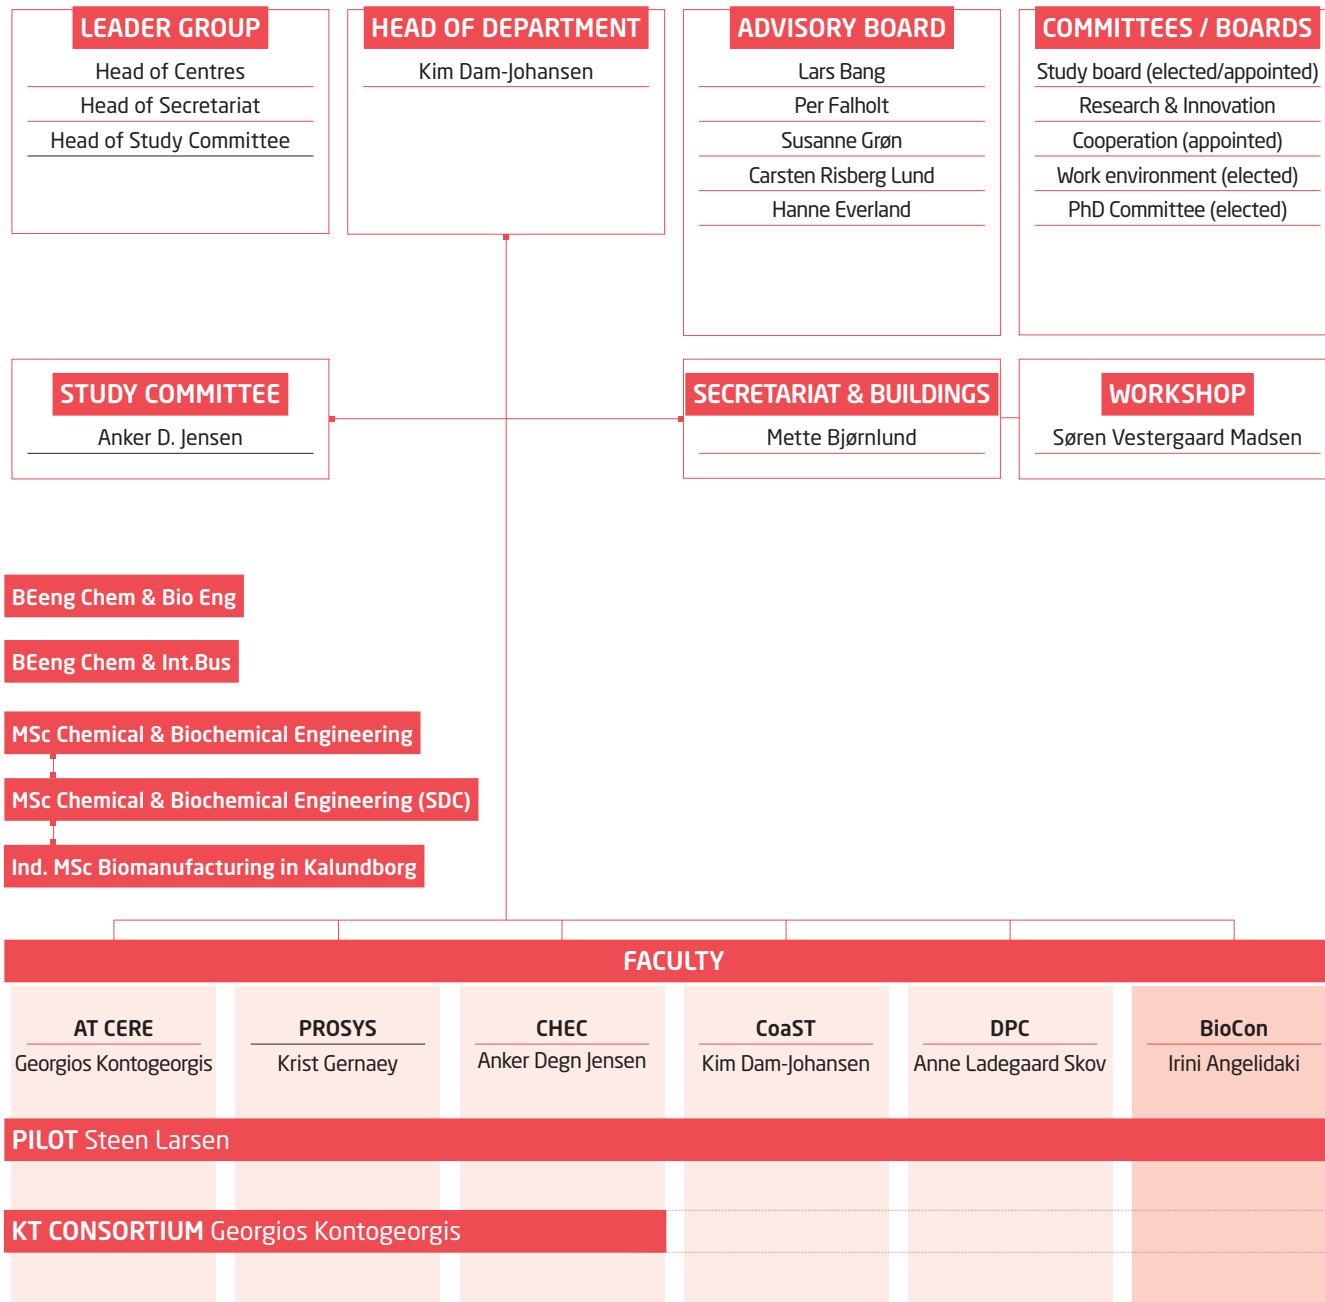 LEADER GROUP
Head of Centres
Head of Secretariat
Head of Study Committee
HEAD OF DEPARTMENT
Kim Dam-Johansen
ADVISORY BOARD
Lars Bang
Per Falholt
Susanne Grøn
Carsten Risberg Lund
Hanne Everland
COMMITTEES / BOARDS
Study board (elected/appointed)
Research & Innovation
Cooperation (appointed)
Work environment (elected)
PhD Committee (elected)
STUDY COMMITTEE
Anker D. Jensen
SECRETARIAT & BUILDINGS
Mette Bjørnlund
WORKSHOP
Søren Vestergaard Madsen
BEeng Chem & Bio Eng
BEeng Chem & Int.Bus
MSc Chemical & Biochemical Engineering
MSc Chemical & Biochemical Engineering (SDC)
Ind. MSc Biomanufacturing in Kalundborg
FACULTY
AT CERE
Georgios Kontogeorgis
PROSYS
Krist Gernaey
CHEC
Anker Degn Jensen
CoaST
Kim Dam-Johansen
DPC
Anne Ladegaard Skov
BioCon
Irini Angelidaki
PILOT Steen Larsen
KT CONSORTIUM Georgios Kontogeorgis